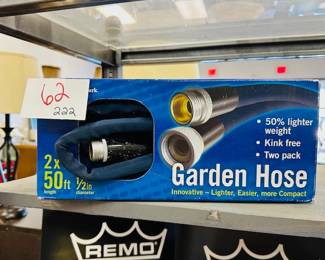 ark
62
222
50% lighter
weight
Kink free
Two pack
2x
50ft 1/2in
length diameter
Garden Hose
Innovative – Lighter, Easier, more Compact
REMO